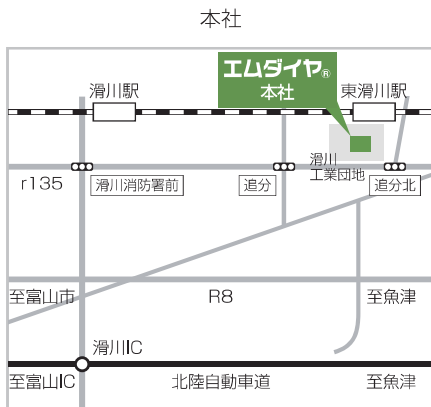 本社
エムダイヤ®
本社
滑川駅
東滑川駅
滑川
工業団地
r135
滑川消防署前
追分
追分北
至富山市
R8
至魚津
滑川IC
至富山IC
北陸自動車道
至魚津